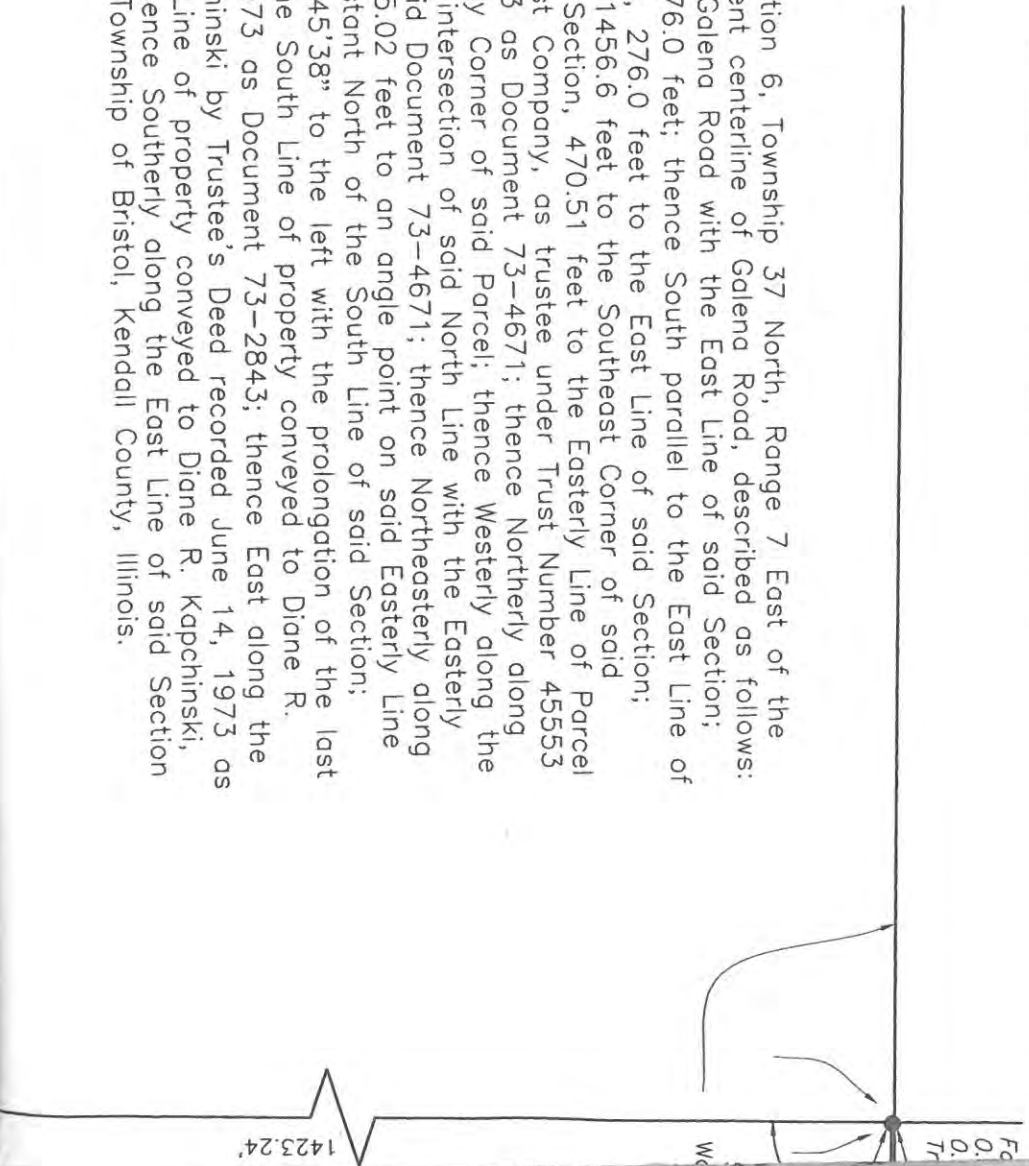 tion 6, Township 37 North, Range 7 East of the
ent centerline of Galena Road, described as follows:
Galena Road with the East Line of said Section;
76.0 feet; thence South parallel to the East Line of
, 276.0 feet to the East Line of said Section;
1456.6 feet to the Southeast Corner of said
Section, 470.51 feet to the Easterly Line of Parcel
st Company, as trustee under Trust Number 45553
3 as Document 73-4671; thence Northerly along
y Corner of said Parcel; thence Westerly along the
intersection of said North Line with the Easterly
id Document 73-4671; thence Northeasterly along
5.02 feet to an angle point on said Easterly Line
stant North of the South Line of said Section;
45'38" to the left with the prolongation of the last
he South Line of property conveyed to Diane R.
73 as Document 73-2843; thence East along the
hinski by Trustee's Deed recorded June 14, 1973 as
Line of property conveyed to Diane R. Kapchinski,
ence Southerly along the East Line of said Section
Township of Bristol, Kendall County, Illinois.
1423.24'
Fo
0.
0.
Tr